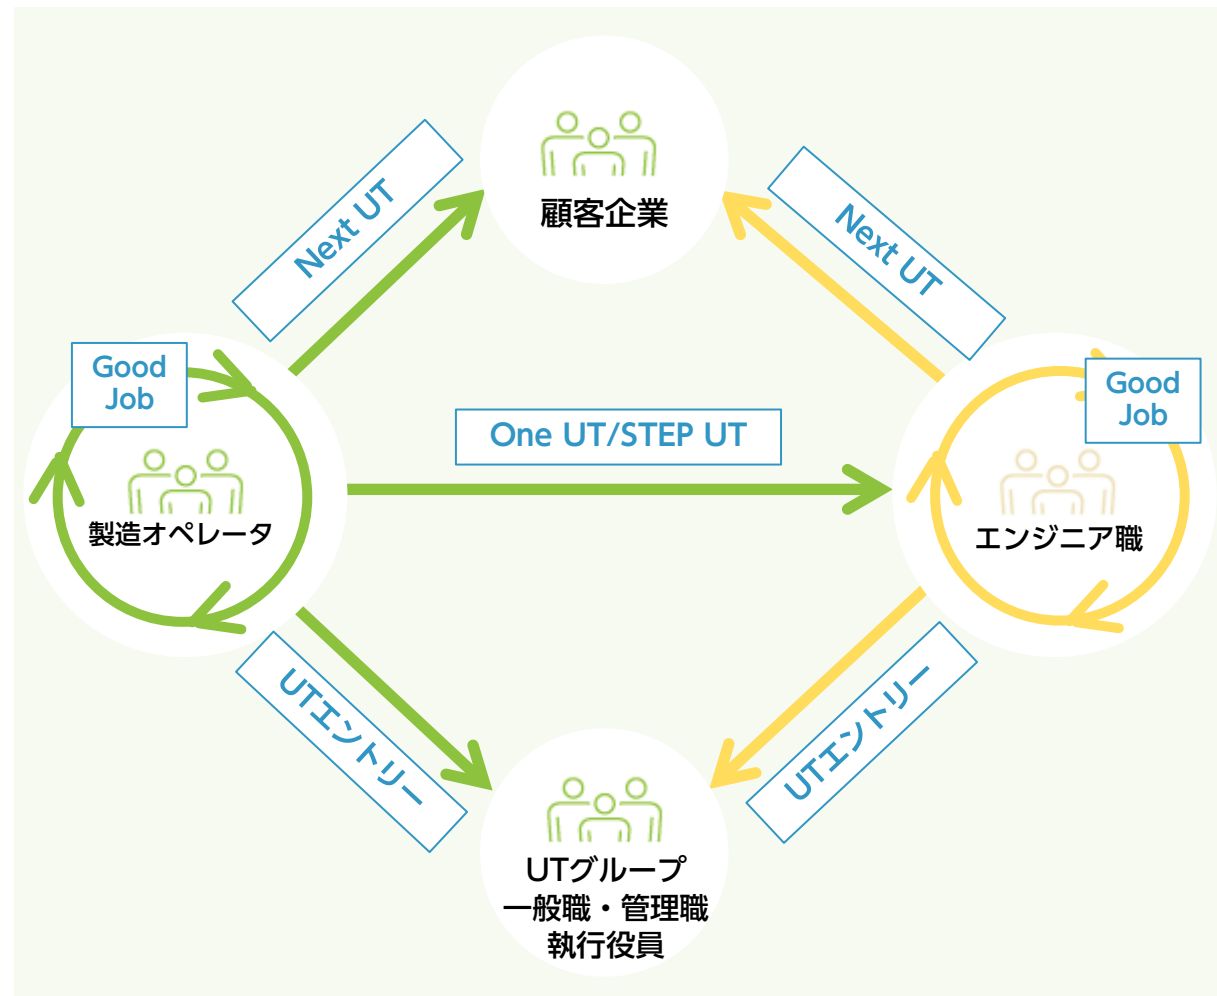 顧客企業
Next UT
Next UT
Good
Job
Good
Job
One UT/STEP UT
製造オペレータ
エンジニア職
UTエントリー
UTエントリー
UTグループ
一般職・管理職
執行役員